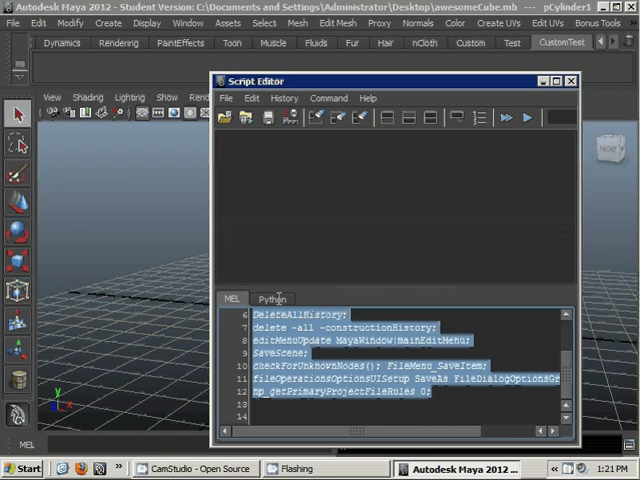 Autodesk Maya 2012 - Student Version: C:\Documents and Settings\Administrator\Desktop\awesomeCube.mb --- pCylinder1
File Edit Modify Create Display Window Assets Select Mesh Edit Mesh Proxy Normals Color Create UVs Edit UVs Bonus Tools
Dynamics Rendering PaintEffects Toon Muscle Fluids Fur Hair nCloth Custom Test CustomTest
View Shading Lighting Show
Script Editor
File Edit History Command Help
MEL Python
6 DeleteAllHistory;
7 delete -all -constructionHistory;
8 editMenuUpdate MayaWindow|mainEditMenu;
9 SaveScene;
10 checkForUnknownNodes(); FileMenu_SaveItem;
11 fileOperationsOptionsUISetup SaveAs FileDialogOptionsGr
12 np_getPrimaryProjectFileRules 0;
13
14
y
x
MEL
Start
CamStudio - Open Source
Flashing
Autodesk Maya 2012 ...
1:21 PM